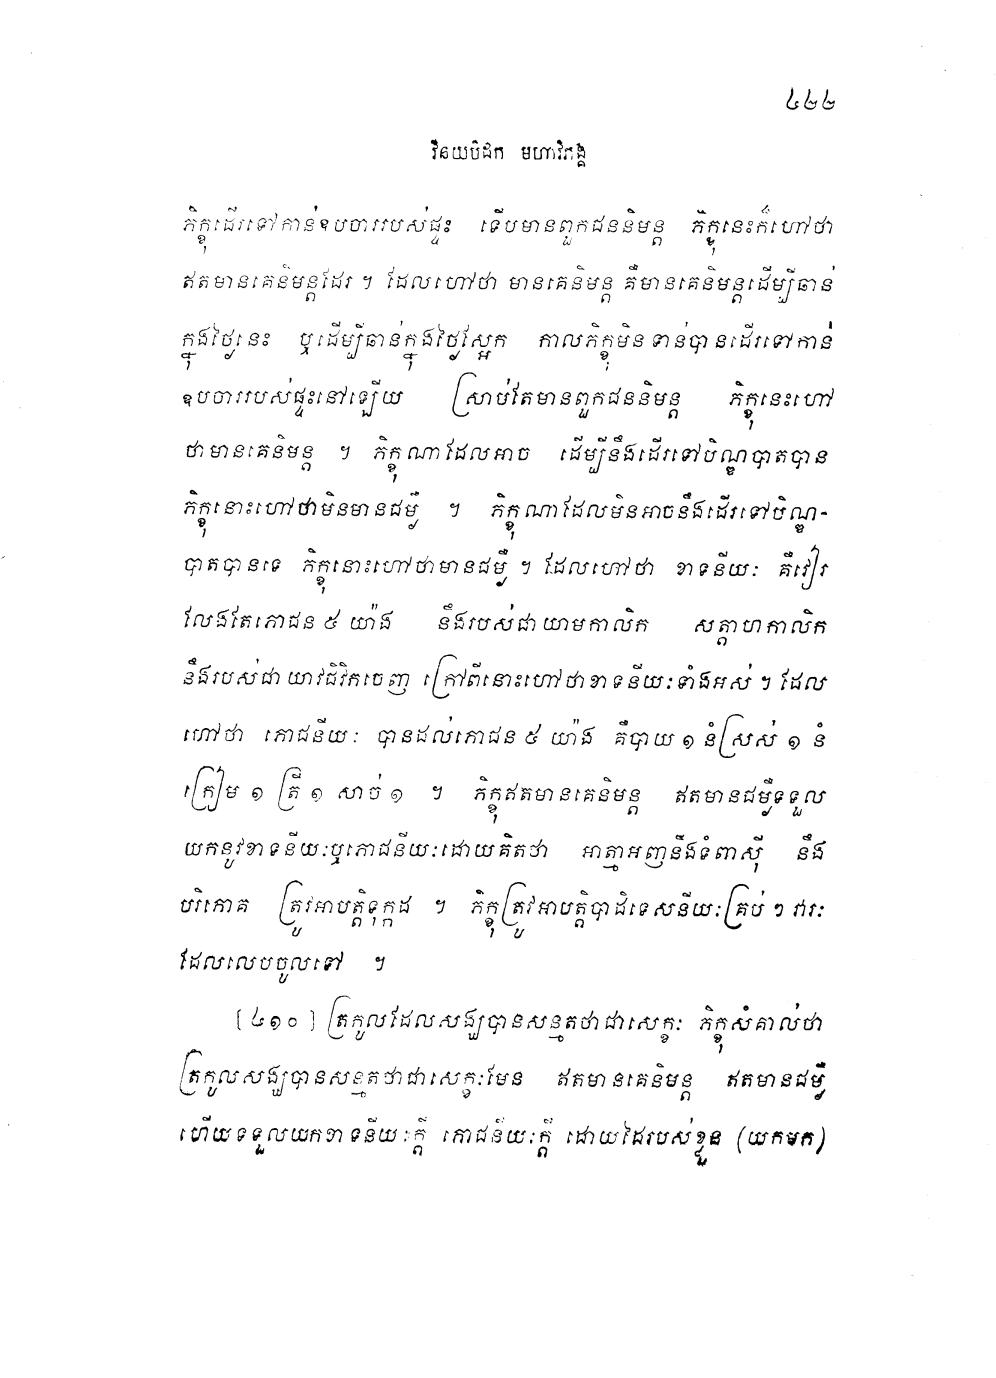 ៤២២
វិនយបិដក មហាវិភង្គ
ភិក្ខុដើរទៅកាន់ឧបចាររបស់ផ្ទះ ទើបមានពួកជននិមន្ត ភិក្ខុនេះក៏ហៅថា
ឥតមានគេនិមន្តដែរ ។ ដែលហៅថា មានគេនិមន្ត គឺមានគេនិមន្តដើម្បីឆាន់
ក្នុងថ្ងៃនេះ ឬដើម្បីឆាន់ក្នុងថ្ងៃស្អែក កាលភិក្ខុមិនទាន់បានដើរទៅកាន់
ឧបចាររបស់ផ្ទះនៅឡើយ ស្រាប់តែមានពួកជននិមន្ត ភិក្ខុនេះហៅ
ថាមានគេនិមន្ត ។ ភិក្ខុណាដែលអាច ដើម្បីនឹងដើរទៅបិណ្ឌបាតបាន
ភិក្ខុនោះហៅថាមិនមានជម្ងឺ ។ ភិក្ខុណាដែលមិនអាចនឹងដើរទៅបិណ្ឌ-
បាតបានទេ ភិក្ខុនោះហៅថាមានជម្ងឺ ។ ដែលហៅថា ខាទនីយៈ គឺវៀរ
លែងតែភោជន ៥ យ៉ាង នឹងរបស់ជាយាមកាលិក សត្តាហកាលិក
នឹងរបស់ជាយាវជីវិកចេញ ក្រៅពីនោះហៅថាខាទនីយៈទាំងអស់ ។ ដែល
ហៅថា ភោជនីយៈ បានដល់ភោជន ៥ យ៉ាង គឺបាយ ១ នំស្រស់ ១ នំ
ក្រៀម ១ ត្រី ១ សាច់ ១ ។ ភិក្ខុឥតមានគេនិមន្ត ឥតមានជម្ងឺទទួល
យកនូវខាទនីយៈឬភោជនីយៈដោយគិតថា អាត្មាអញនឹងទំពាស៊ី នឹង
បរិភោគ ត្រូវអាបត្តិទុក្កដ ។ ភិក្ខុត្រូវអាបត្តិបាដិទេសនីយៈគ្រប់ ៗ វារៈ
ដែលលេបចូលទៅ ។
[៤១០] ត្រកូលដែលសង្ឃបានសន្មតថាជាសេក្ខៈ ភិក្ខុសំគាល់ថា
ត្រកូលសង្ឃបានសន្មតថាជាសេក្ខៈមែន ឥតមានគេនិមន្ត ឥតមានជម្ងឺ
ហើយទទួលយកខាទនីយៈក្តី ភោជនីយៈក្តី ដោយដៃរបស់ខ្លួន (យកមក)